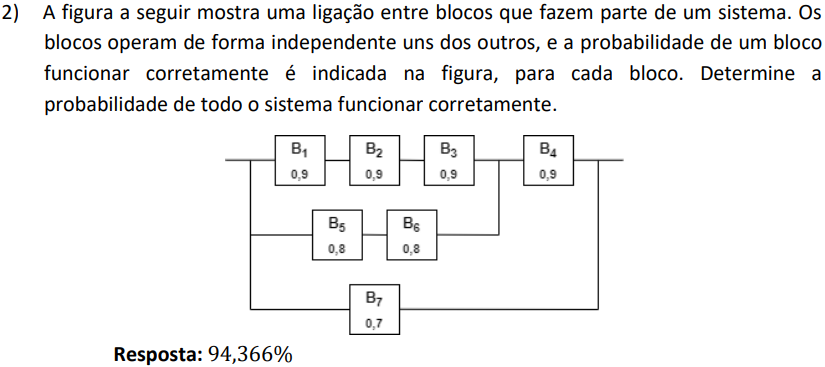 2) A figura a seguir mostra uma ligação entre blocos que fazem parte de um sistema. Os
blocos operam de forma independente uns dos outros, e a probabilidade de um bloco
funcionar corretamente é indicada na figura, para cada bloco. Determine a
probabilidade de todo o sistema funcionar corretamente.
B1 B2 B3 B4
0,9 0,9 0,9 0,9
B5 B6
0,8 0,8
B7
0,7
Resposta: 94,366%